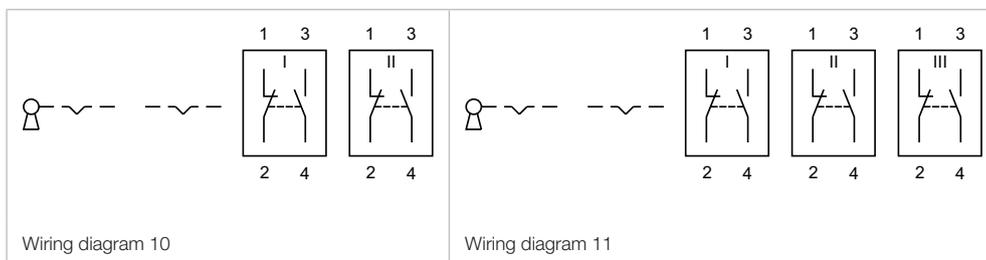 1 3 1 3
I II
2 4 2 4
Wiring diagram 10
1 3 1 3 1 3
I II III
2 4 2 4 2 4
Wiring diagram 11